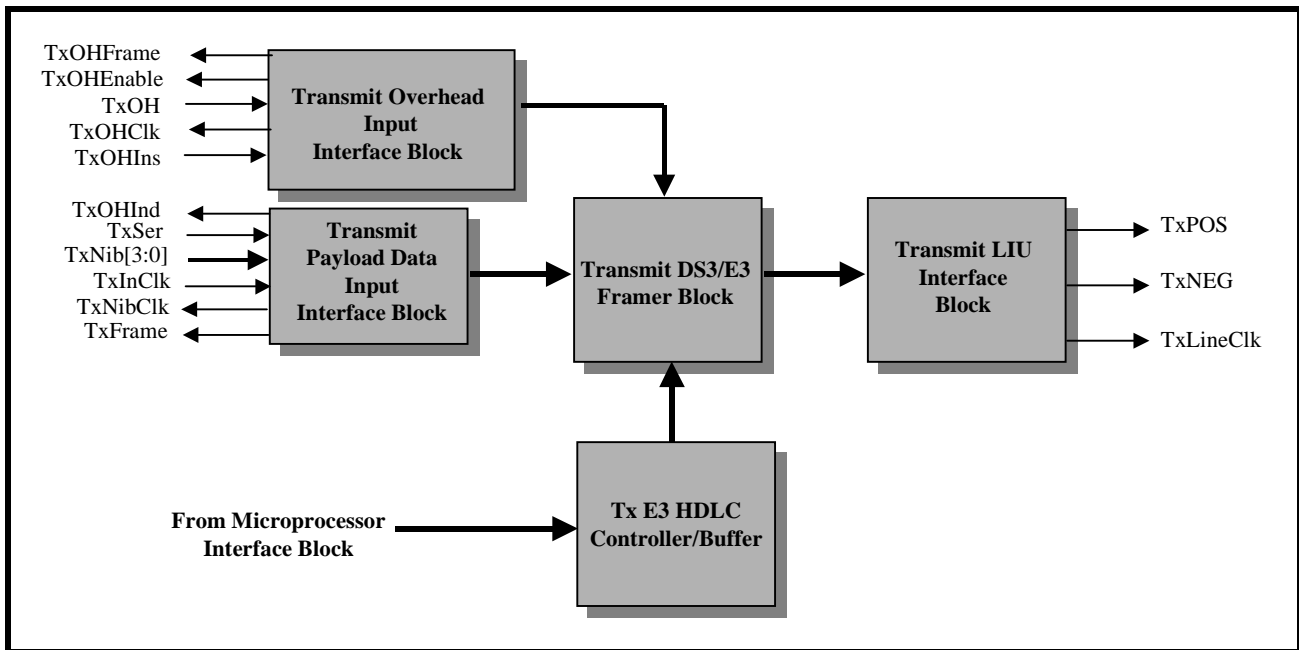 TxOHFrame
TxOHEnable
TxOH
TxOHClk
TxOHIns
Transmit Overhead
Input
Interface Block
TxOHInd
TxSer
TxNib[3:0]
TxInClk
TxNibClk
TxFrame
Transmit
Payload Data
Input
Interface Block
Transmit DS3/E3
Framer Block
Transmit LIU
Interface
Block
TxPOS
TxNEG
TxLineClk
From Microprocessor
Interface Block
Tx E3 HDLC
Controller/Buffer